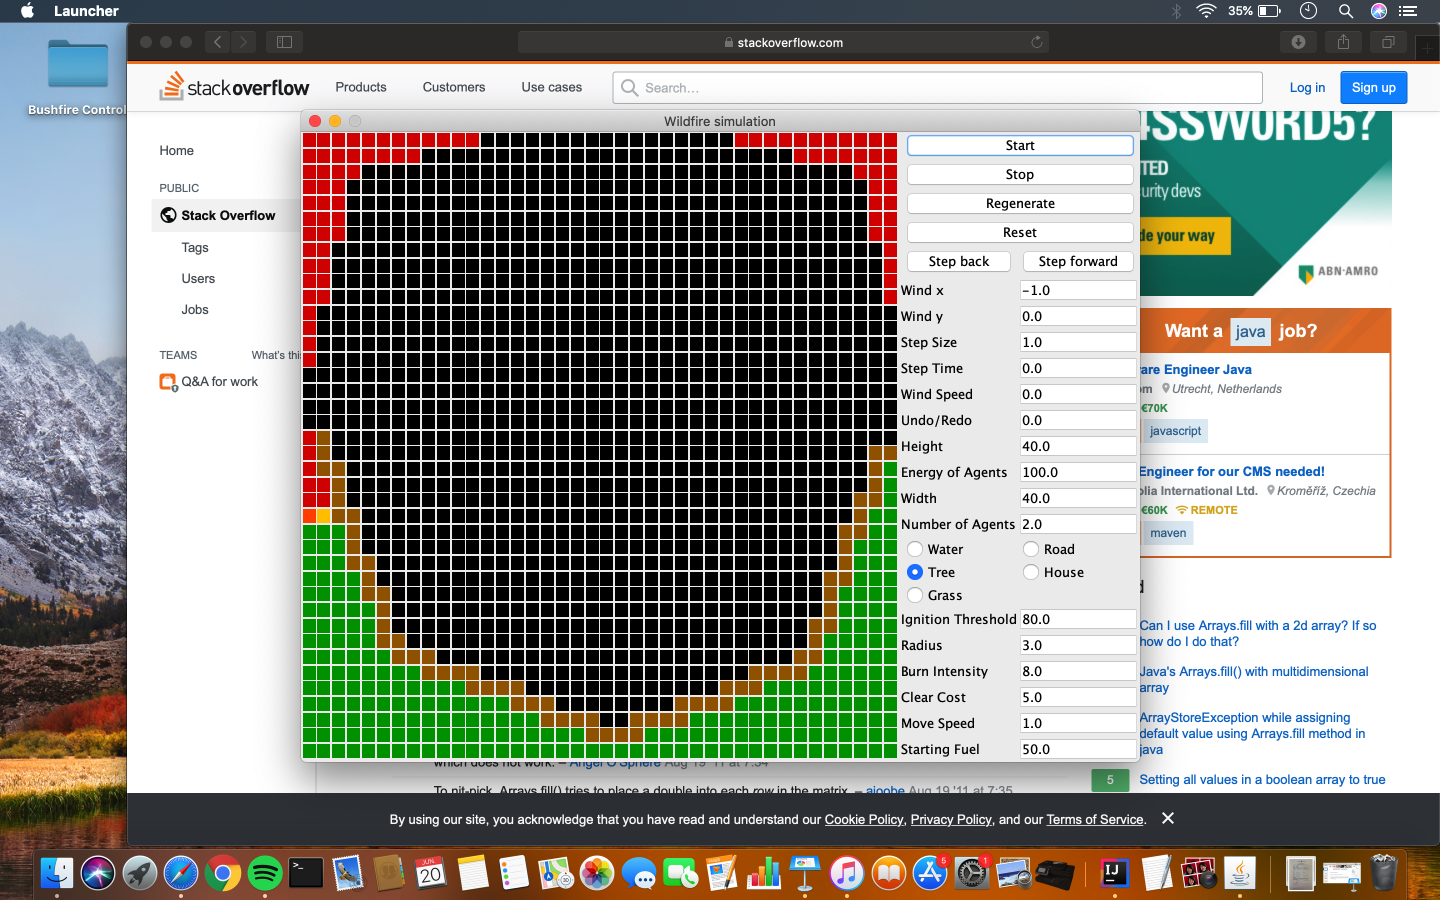 Launcher
35%
Bushfire Control
stackoverflow.com
stackoverflow
Products
Customers
Use cases
Search...
Log in
Sign up
Home
PUBLIC
Stack Overflow
Tags
Users
Jobs
TEAMS
What's this
Q&A for work
Wildfire simulation
Start
Stop
Regenerate
Reset
Step back
Step forward
Wind x
-1.0
Wind y
0.0
Step Size
1.0
Step Time
0.0
Wind Speed
0.0
Undo/Redo
0.0
Height
40.0
Energy of Agents
100.0
Width
40.0
Number of Agents
2.0
Water
Road
Tree
House
Grass
Ignition Threshold
80.0
Radius
3.0
Burn Intensity
8.0
Clear Cost
5.0
Move Speed
1.0
Starting Fuel
50.0
SSW0RD5?
TED
curity devs
de your way
ABN·AMRO
Want a java job?
are Engineer Java
om Utrecht, Netherlands
€70K
javascript
Engineer for our CMS needed!
olia International Ltd. Kroměříž, Czechia
€60K REMOTE
maven
d
Can I use Arrays.fill with a 2d array? If so
how do I do that?
Java's Arrays.fill() with multidimensional
array
ArrayStoreException while assigning
default value using Arrays.fill method in
java
5
Setting all values in a boolean array to true
which does not work. – Angel O'Sphere Aug 19 '11 at 7:34
To nit-pick, Arrays.fill() tries to place a double into each row in the matrix. – aioobe Aug 19 '11 at 7:35
By using our site, you acknowledge that you have read and understand our Cookie Policy, Privacy Policy, and our Terms of Service.
JUN
20
5
1
IJ